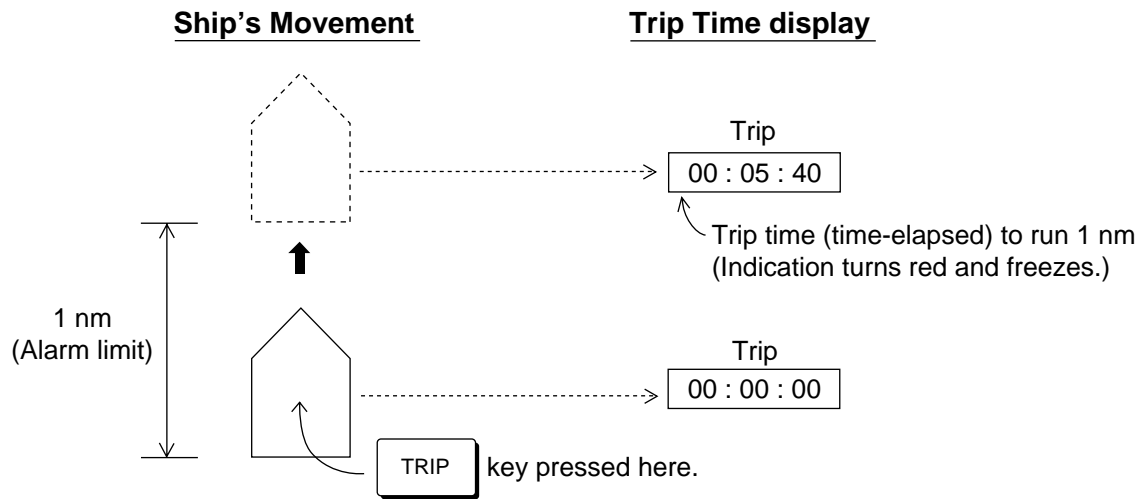 Ship’s Movement
Trip Time display
Trip
00 : 05 : 40
Trip time (time-elapsed) to run 1 nm
(Indication turns red and freezes.)
1 nm
(Alarm limit)
Trip
00 : 00 : 00
TRIP key pressed here.